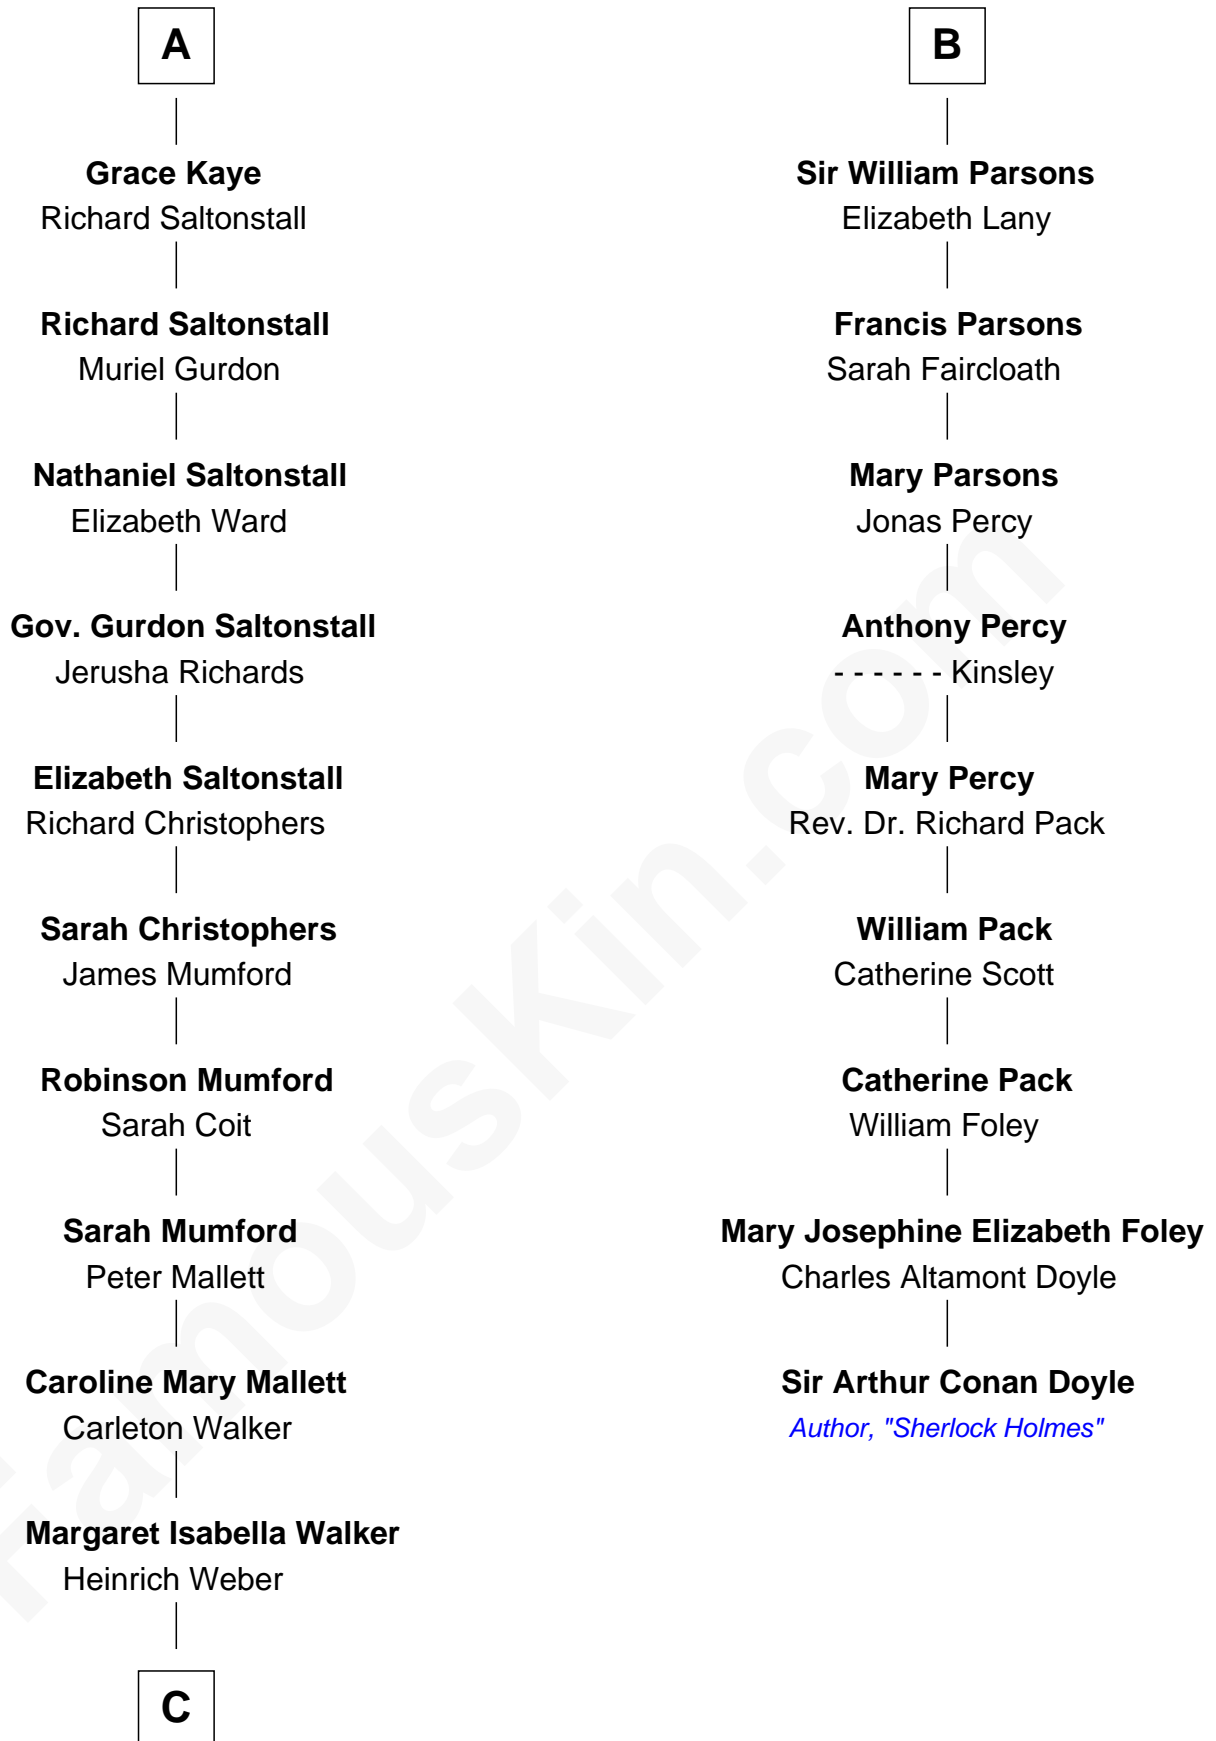 A
Grace Kaye
Richard Saltonstall
Richard Saltonstall
Muriel Gurdon
Nathaniel Saltonstall
Elizabeth Ward
Gov. Gurdon Saltonstall
Jerusha Richards
Elizabeth Saltonstall
Richard Christophers
Sarah Christophers
James Mumford
Robinson Mumford
Sarah Coit
Sarah Mumford
Peter Mallett
Caroline Mary Mallett
Carleton Walker
Margaret Isabella Walker
Heinrich Weber
C
B
Sir William Parsons
Elizabeth Lany
Francis Parsons
Sarah Faircloath
Mary Parsons
Jonas Percy
Anthony Percy
- - - - - - Kinsley
Mary Percy
Rev. Dr. Richard Pack
William Pack
Catherine Scott
Catherine Pack
William Foley
Mary Josephine Elizabeth Foley
Charles Altamont Doyle
Sir Arthur Conan Doyle
Author, "Sherlock Holmes"
FamousKin.com